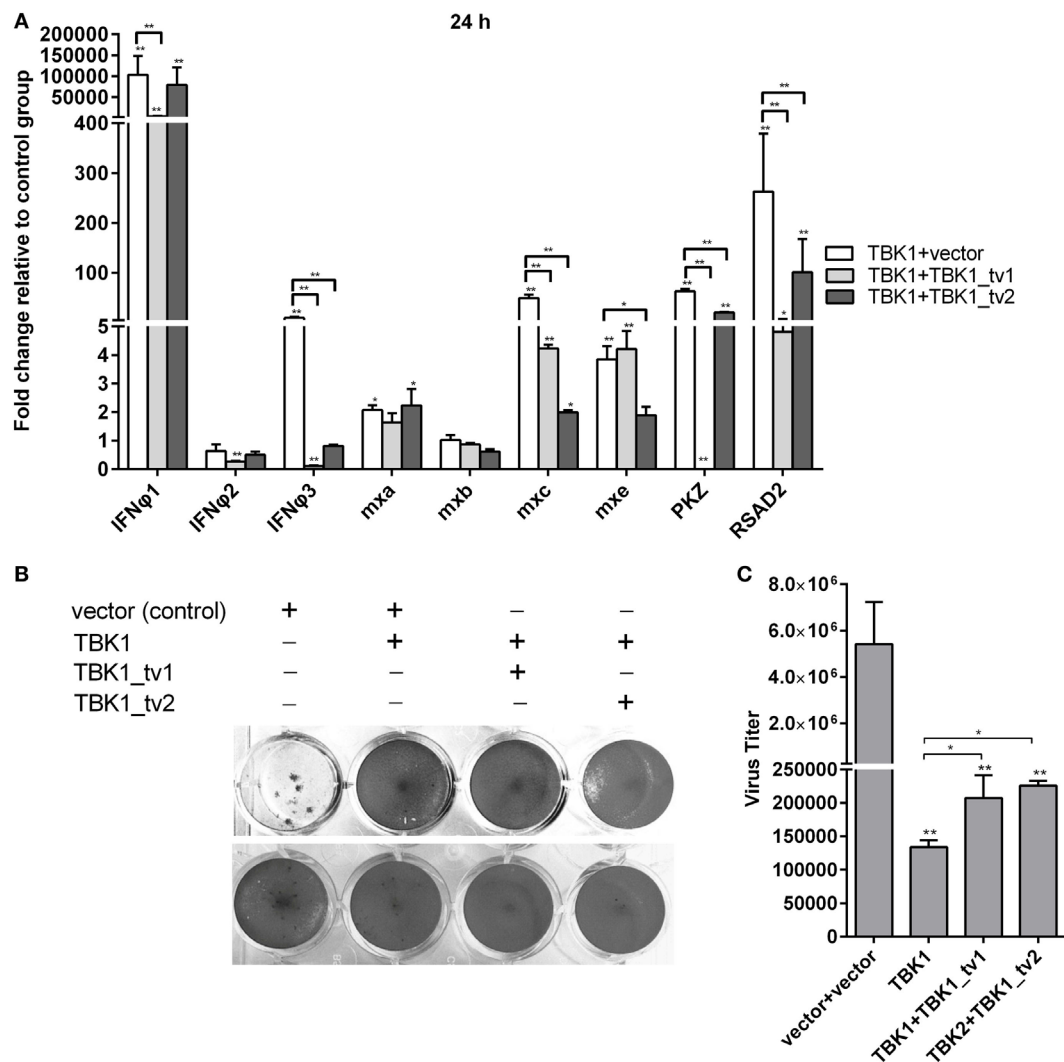 A
24 h
Fold change relative to control group
100000
150000
100000
50000
400
300
200
100
5
4
3
2
1
0
** ** ** **
** ** **
* *
** ** ** ** *
* ** **
** ** ** ** **
** ** ** * **
IFNφ1
IFNφ2
IFNφ3
mxa
mxb
mxc
mxe
PKZ
RSAD2
TBK1+vector
TBK1+TBK1_tv1
TBK1+TBK1_tv2
B
vector (control) + + – –
TBK1 – + + +
TBK1_tv1 – – + –
TBK1_tv2 – – – +
C
Virus Titer
8.0×10⁶
6.0×10⁶
4.0×10⁶
2.0×10⁶
250000
200000
150000
100000
50000
0
*
*
** ** **
vector+vector
TBK1
TBK1+TBK1_tv1
TBK2+TBK1_tv2